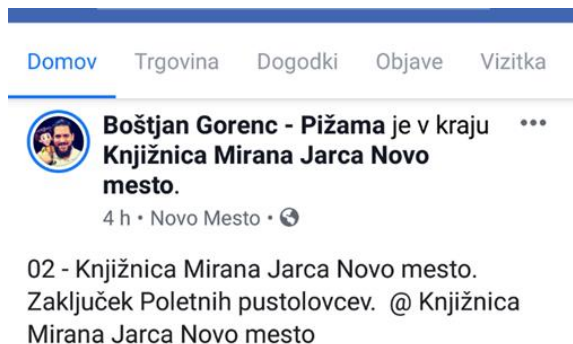 Domov Trgovina Dogodki Objave Vizitka
Boštjan Gorenc - Pižama je v kraju
Knjižnica Mirana Jarca Novo
mesto.
4 h • Novo Mesto •
02 - Knjižnica Mirana Jarca Novo mesto.
Zaključek Poletnih pustolovcev. @ Knjižnica
Mirana Jarca Novo mesto